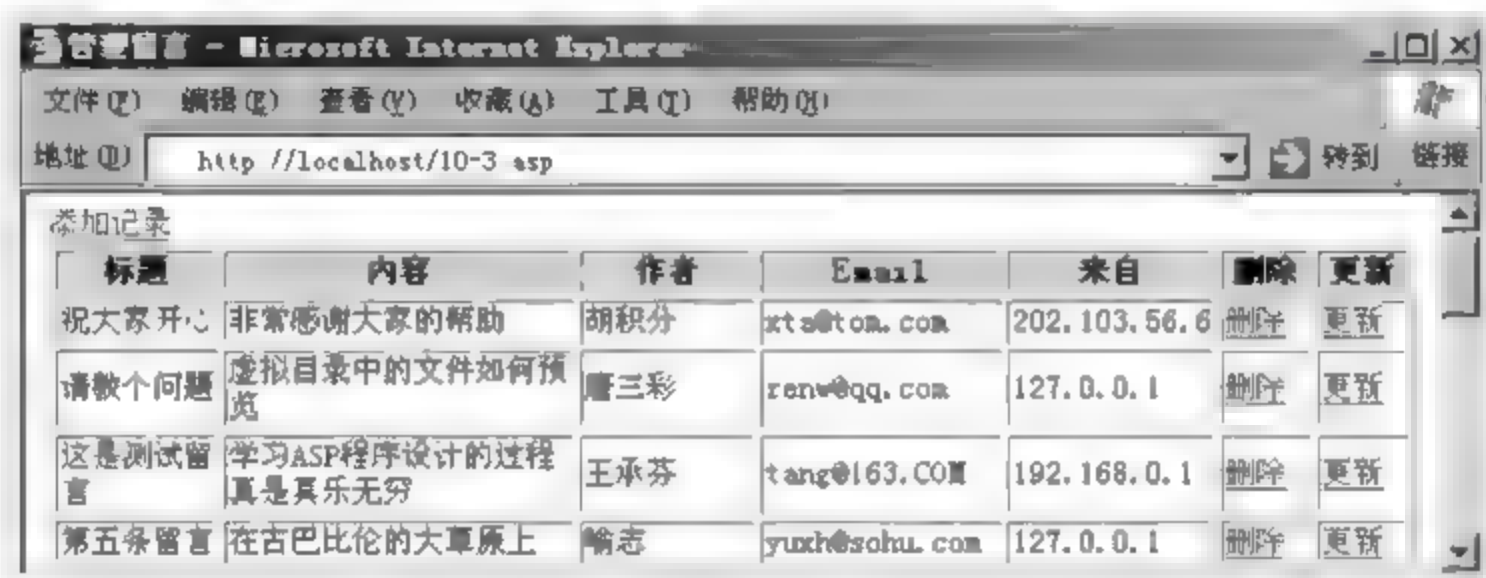 管理留言 - Microsoft Internet Explorer
文件(F) 编辑(E) 查看(V) 收藏(A) 工具(T) 帮助(H)
地址(D) http //localhost/10-3 asp 转到 链接
添加记录
标题 内容 作者 Email 来自 删除 更新
祝大家开心 非常感谢大家的帮助 胡积分 xta@tom.com 202.103.56.6 删除 更新
请教个问题 虚拟目录中的文件如何预
览 唐三彩 renw@qq.com 127.0.0.1 删除 更新
这是测试留 学习ASP程序设计的过程
言 真是其乐无穷 王承芬 tang@163.COM 192.168.0.1 删除 更新
第五条留言 在古巴比伦的大草原上 喻志 yuxh@sohu.com 127.0.0.1 删除 更新